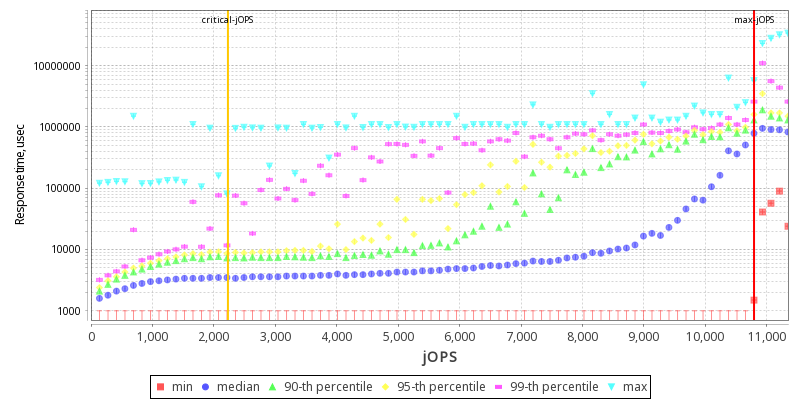 critical-jOPS max-jOPS
10000000
1000000
100000
10000
1000
Response time, usec
0 1,000 2,000 3,000 4,000 5,000 6,000 7,000 8,000 9,000 10,000 11,000
jOPS
min median 90-th percentile 95-th percentile 99-th percentile max